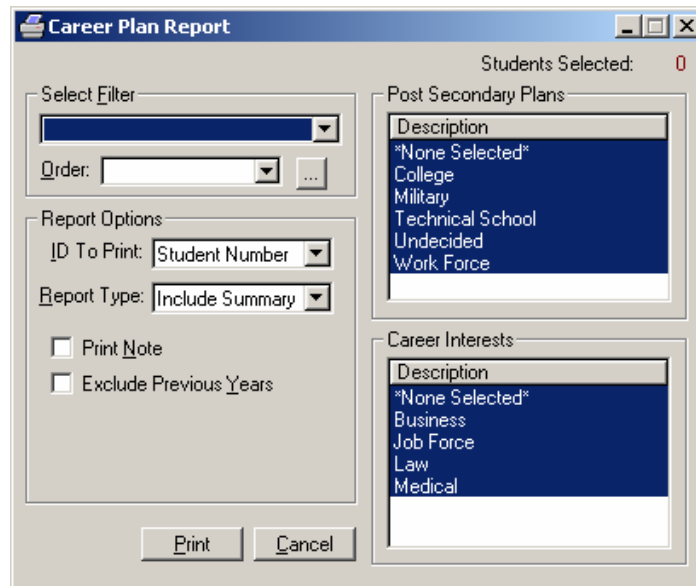 Career Plan Report
Students Selected: 0
Select Filter
Order:
...
Report Options
ID To Print: Student Number
Report Type: Include Summary
Print Note
Exclude Previous Years
Print
Cancel
Post Secondary Plans
Description
*None Selected*
College
Military
Technical School
Undecided
Work Force
Career Interests
Description
*None Selected*
Business
Job Force
Law
Medical